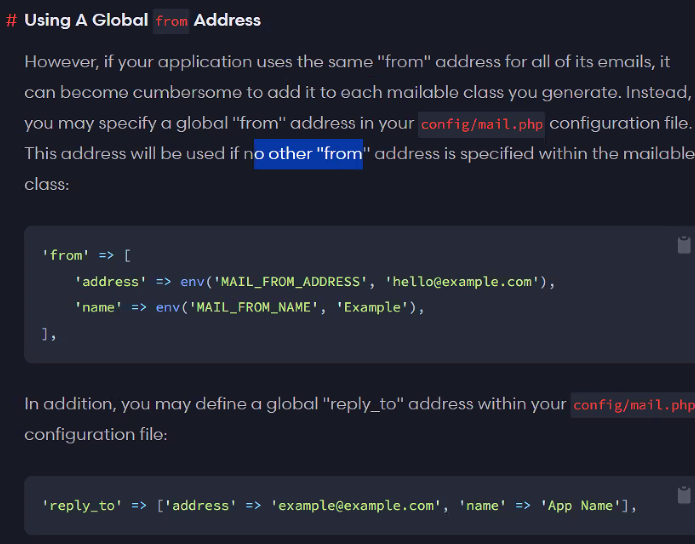 # Using A Global from Address
However, if your application uses the same "from" address for all of its emails, it
can become cumbersome to add it to each mailable class you generate. Instead,
you may specify a global "from" address in your config/mail.php configuration file.
This address will be used if no other "from" address is specified within the mailable
class:
'from' => [
    'address' => env('MAIL_FROM_ADDRESS', 'hello@example.com'),
    'name' => env('MAIL_FROM_NAME', 'Example'),
],
In addition, you may define a global "reply_to" address within your config/mail.php
configuration file:
'reply_to' => ['address' => 'example@example.com', 'name' => 'App Name'],